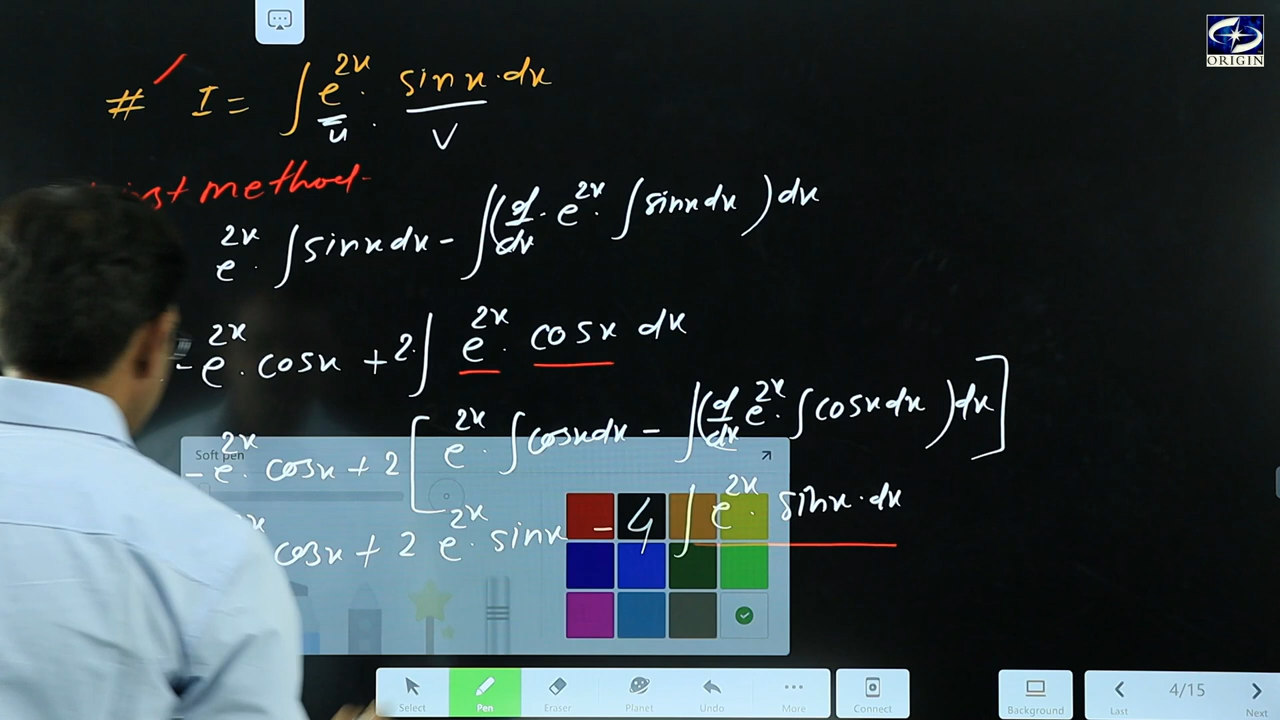 ORIGIN
# I = ∫ e^2x · sinx · dx
u · v
method -
e^2x · ∫ sinx dx - ∫ (d/dx · e^2x · ∫ sinx dx) dx
- e^2x · cosx + 2 · ∫ e^2x · cosx dx
- e^2x · cosx + 2 [ e^2x · ∫ cosx dx - ∫ (d/dx e^2x · ∫ cosx dx) dx ]
cosx + 2 e^2x · sinx - 4 ∫ e^2x · sinx · dx
Soft pen
Select Pen Eraser Planet Undo More Connect Background Last 4/15 Next